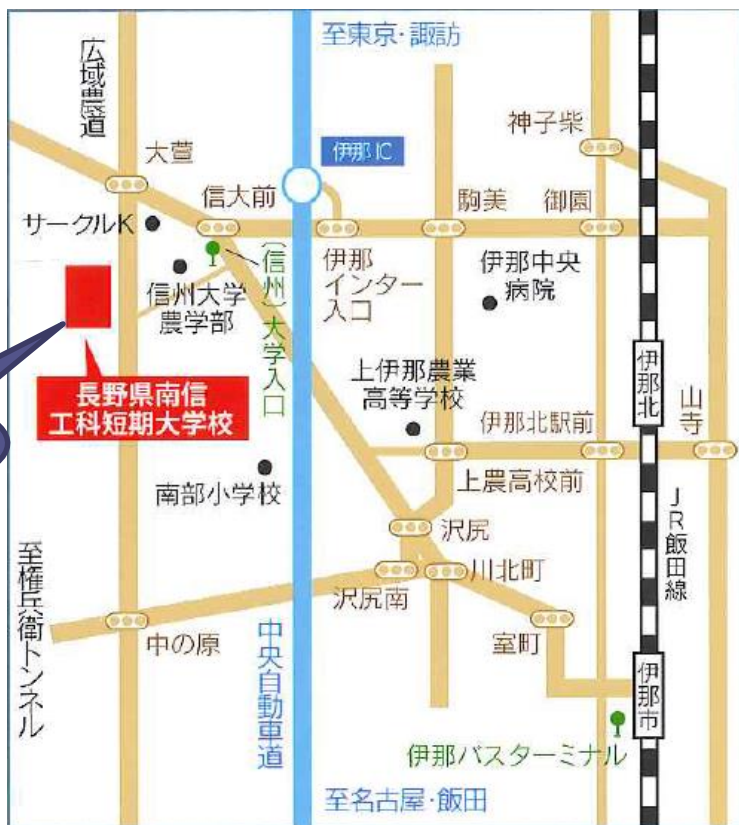 至東京・諏訪
広域農道
伊那IC
神子柴
大萱
信大前
駒美
御園
サークルK
伊那
インター
入口
伊那中央
病院
信州大学
農学部
(信州)大学入口
長野県南信
工科短期大学校
上伊那農業
高等学校
伊那北
山寺
伊那北駅前
上農高校前
南部小学校
JR飯田線
沢尻
沢尻南
川北町
至権兵衛トンネル
中の原
中央自動車道
室町
伊那市
伊那バスターミナル
至名古屋・飯田